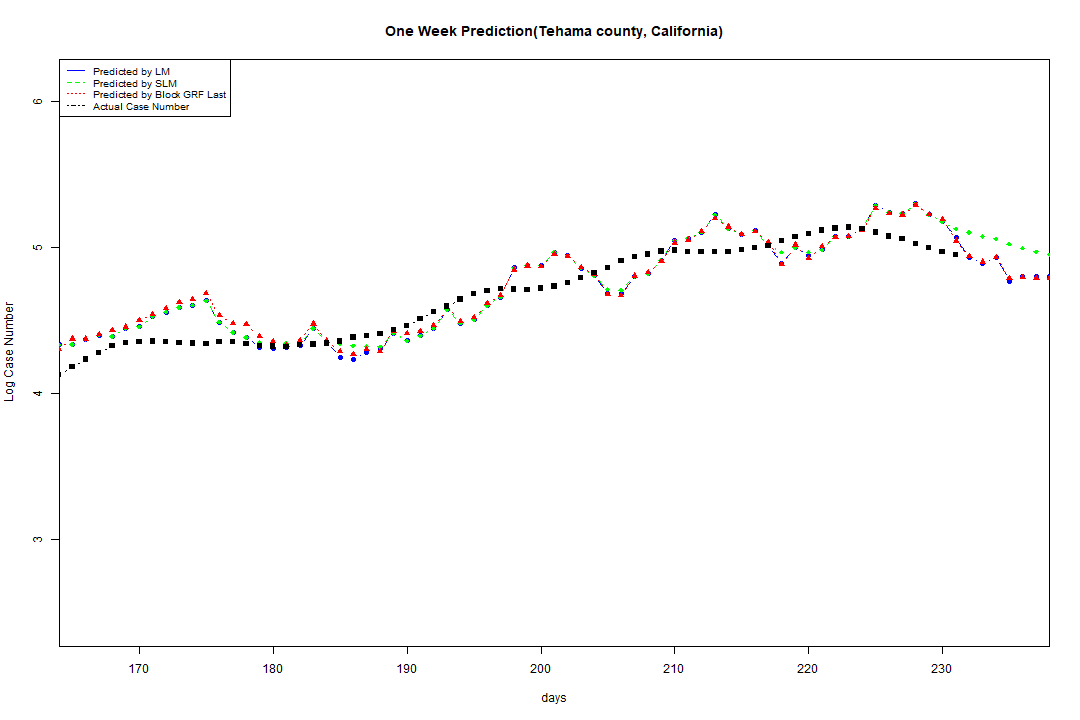 One Week Prediction(Tehama county, California)
Predicted by LM
Predicted by SLM
Predicted by Block GRF Last
Actual Case Number
6
5
4
3
Log Case Number
170 180 190 200 210 220 230
days